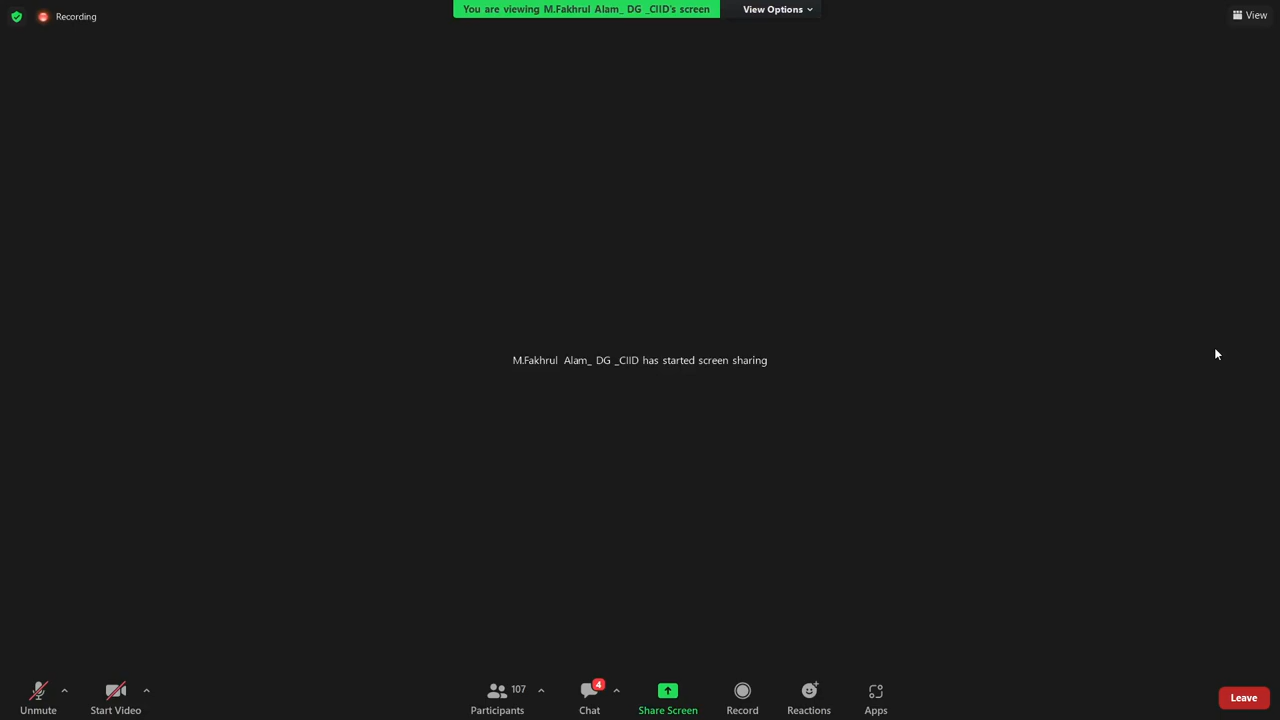 Recording
You are viewing M.Fakhrul Alam_ DG _CIID's screen
View Options
View
M.Fakhrul Alam_ DG _CIID has started screen sharing
107
4
Unmute
Start Video
Participants
Chat
Share Screen
Record
Reactions
Apps
Leave